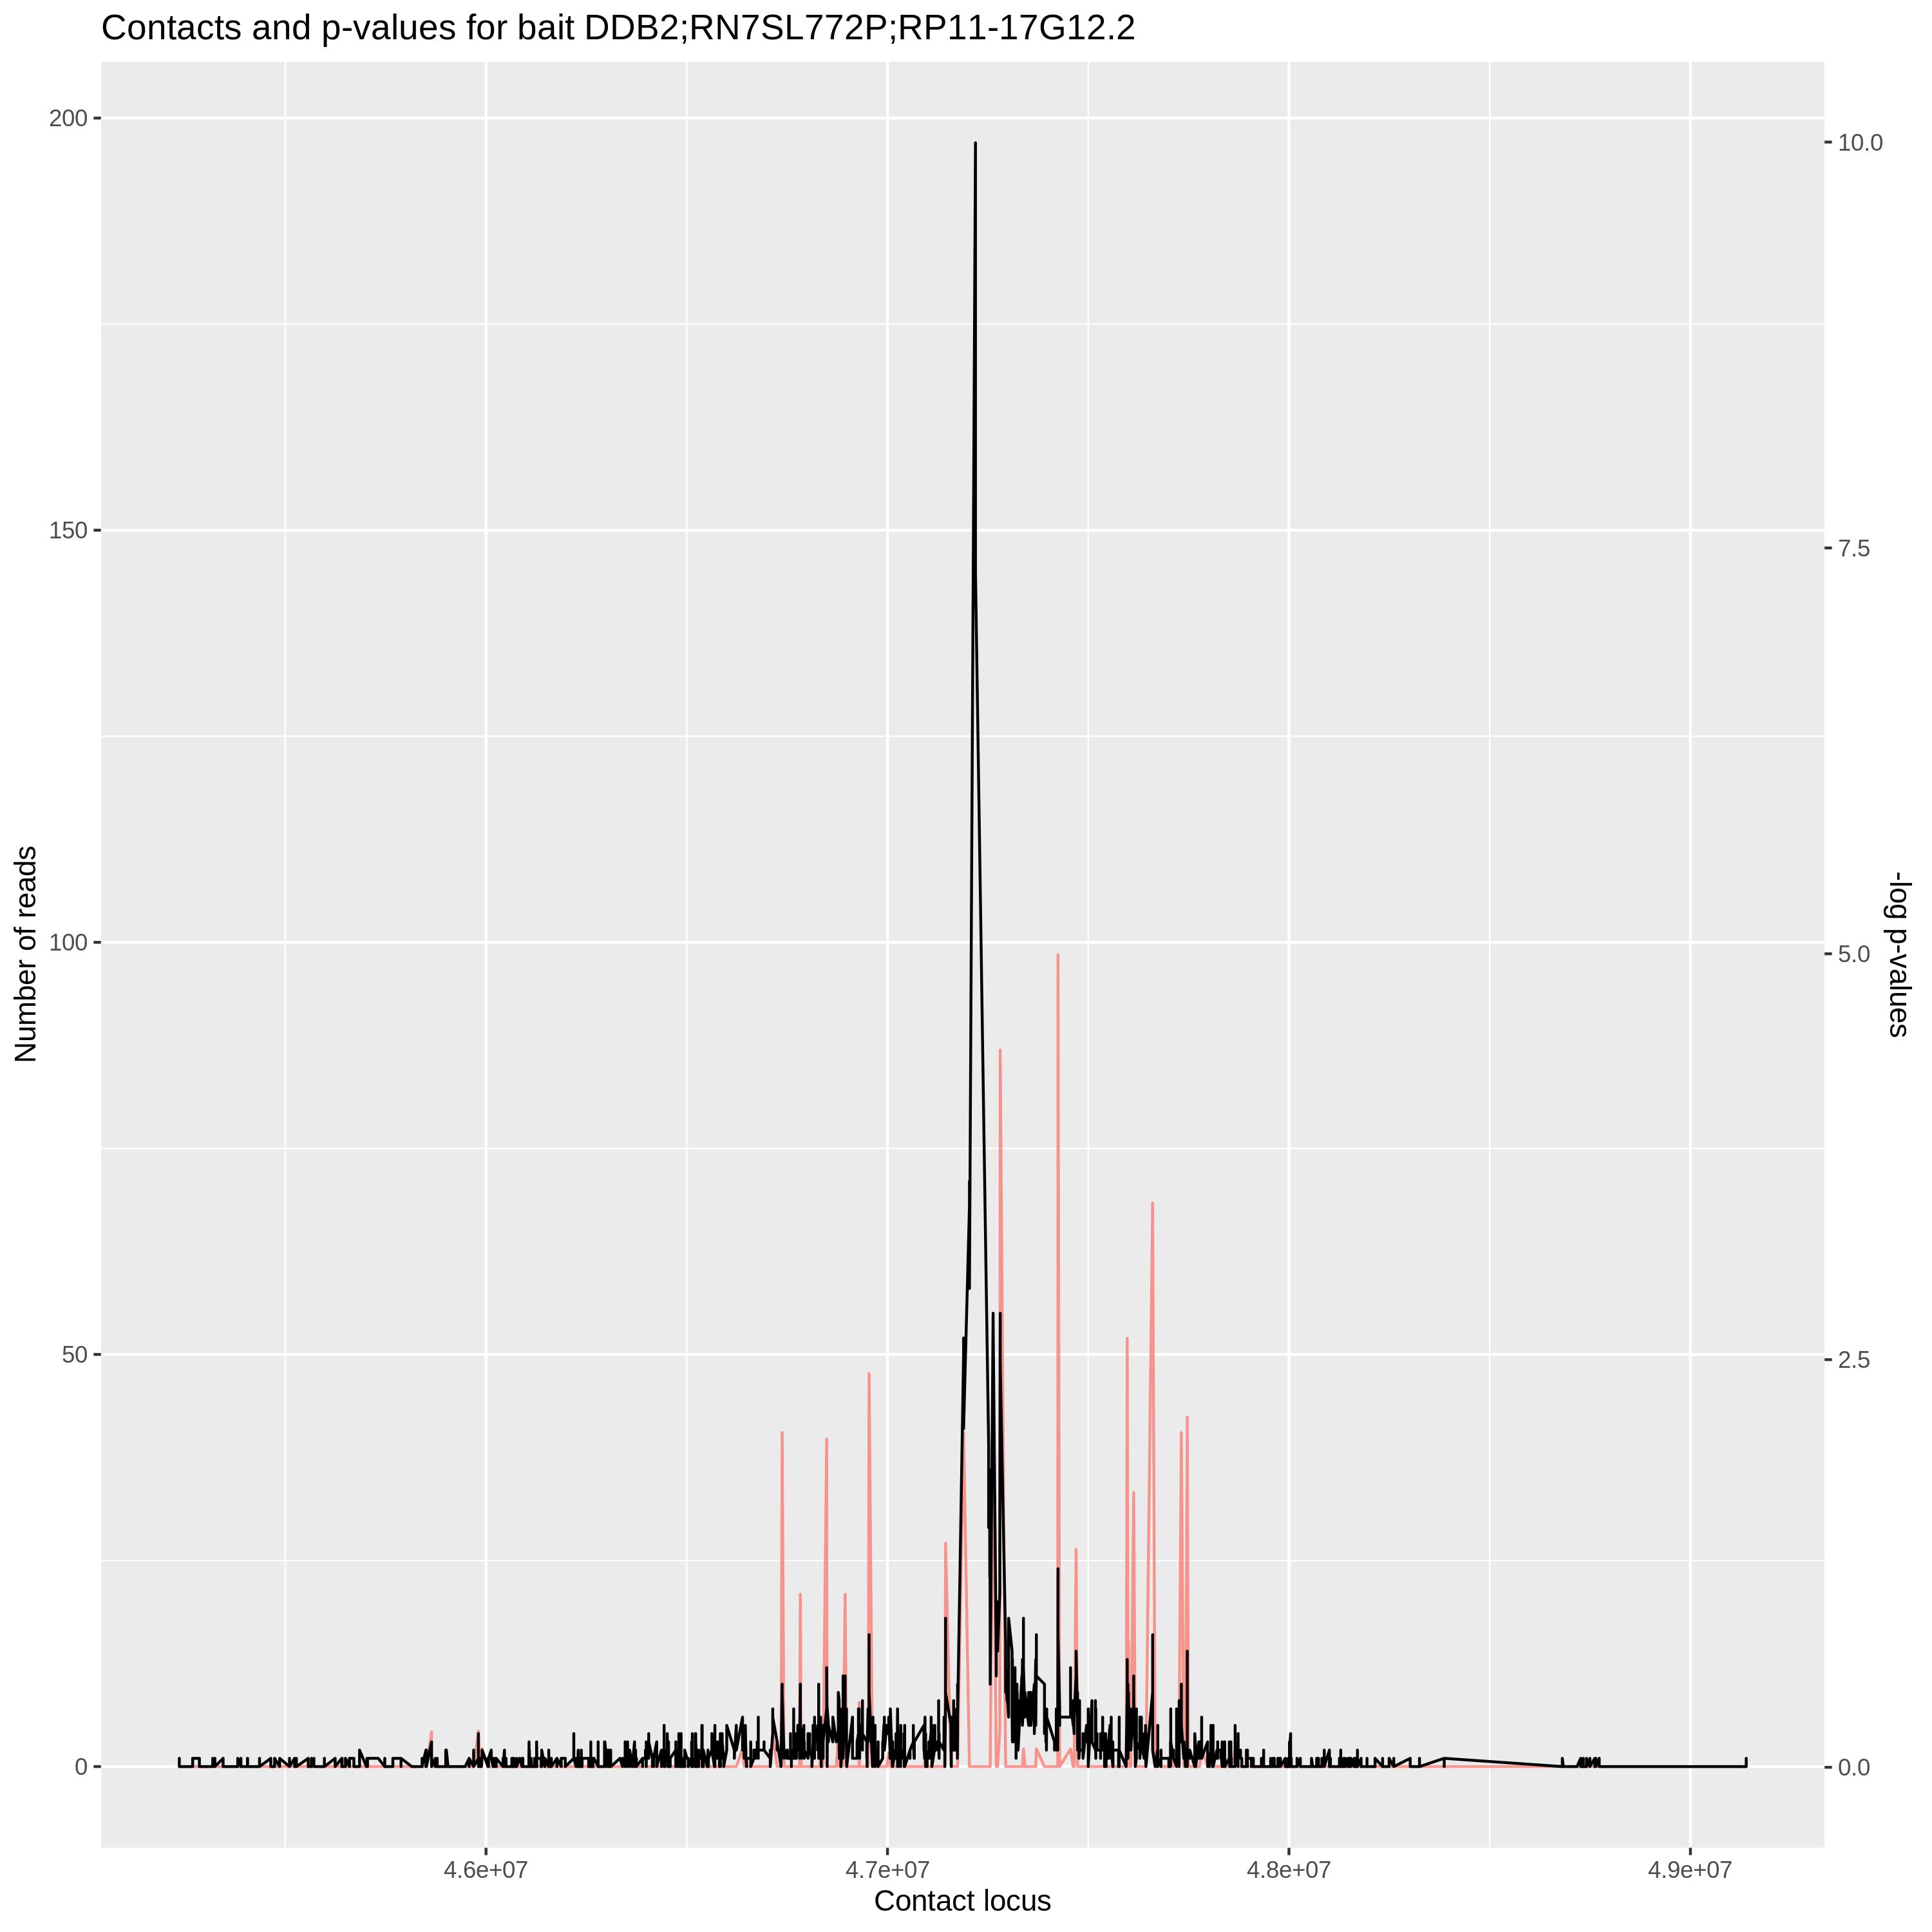 Contacts and p-values for bait DDB2;RN7SL772P;RP11-17G12.2
200
150
100
50
0
Number of reads
10.0
7.5
5.0
2.5
0.0
-log p-values
4.6e+07
4.7e+07
4.8e+07
4.9e+07
Contact locus